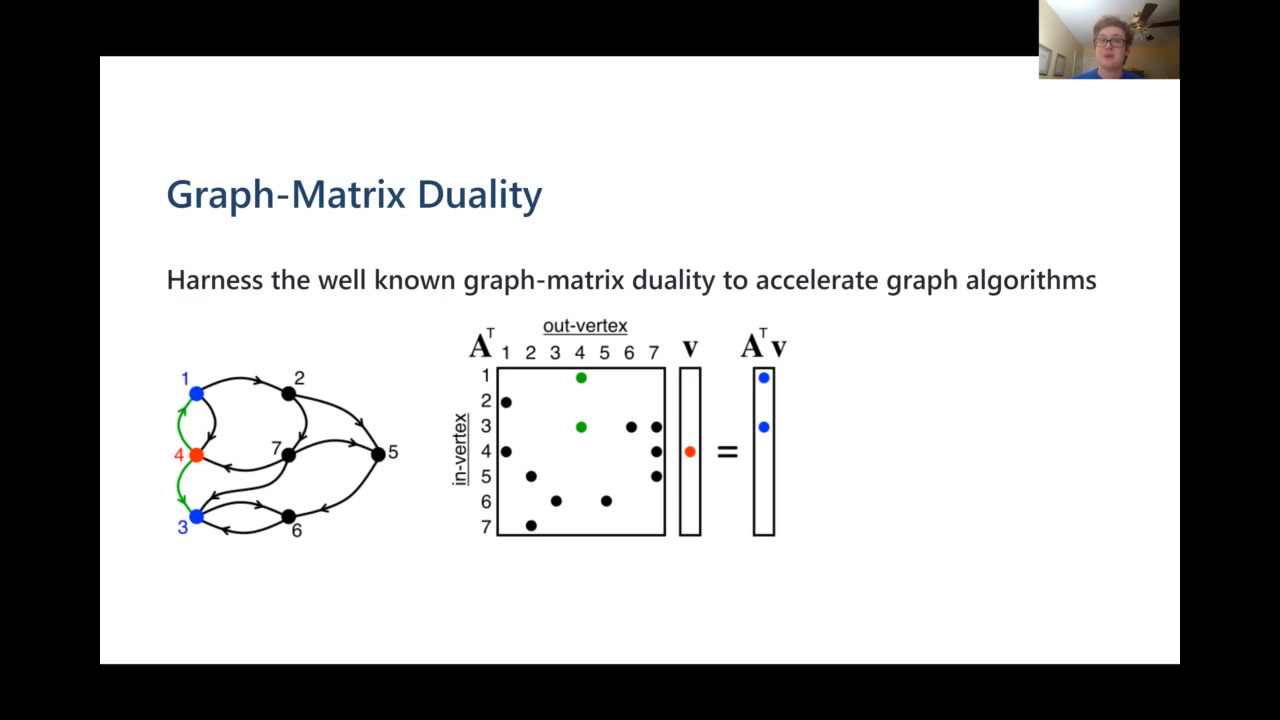 Graph-Matrix Duality
Harness the well known graph-matrix duality to accelerate graph algorithms
1
2
4
7
5
3
6
Aᵀ
out-vertex
1 2 3 4 5 6 7
v
Aᵀv
in-vertex
1
2
3
4
5
6
7
=